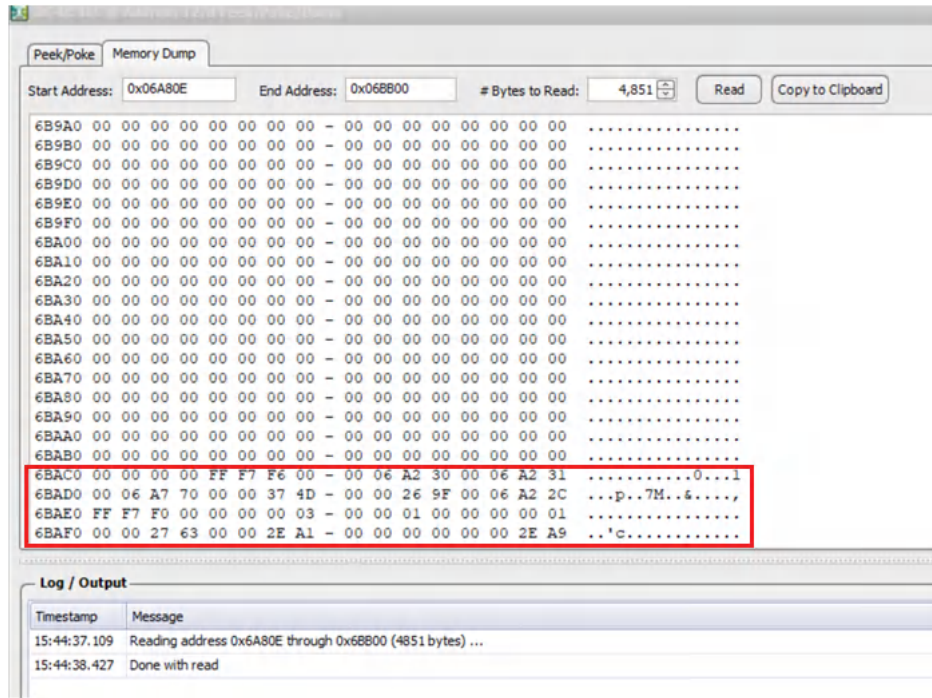 Peek/Poke Memory Dump
Start Address: 0x06A80E End Address: 0x06BB00 # Bytes to Read: 4,851 Read Copy to Clipboard
6B9A0 00 00 00 00 00 00 00 00 - 00 00 00 00 00 00 00 00 ................
6B9B0 00 00 00 00 00 00 00 00 - 00 00 00 00 00 00 00 00 ................
6B9C0 00 00 00 00 00 00 00 00 - 00 00 00 00 00 00 00 00 ................
6B9D0 00 00 00 00 00 00 00 00 - 00 00 00 00 00 00 00 00 ................
6B9E0 00 00 00 00 00 00 00 00 - 00 00 00 00 00 00 00 00 ................
6B9F0 00 00 00 00 00 00 00 00 - 00 00 00 00 00 00 00 00 ................
6BA00 00 00 00 00 00 00 00 00 - 00 00 00 00 00 00 00 00 ................
6BA10 00 00 00 00 00 00 00 00 - 00 00 00 00 00 00 00 00 ................
6BA20 00 00 00 00 00 00 00 00 - 00 00 00 00 00 00 00 00 ................
6BA30 00 00 00 00 00 00 00 00 - 00 00 00 00 00 00 00 00 ................
6BA40 00 00 00 00 00 00 00 00 - 00 00 00 00 00 00 00 00 ................
6BA50 00 00 00 00 00 00 00 00 - 00 00 00 00 00 00 00 00 ................
6BA60 00 00 00 00 00 00 00 00 - 00 00 00 00 00 00 00 00 ................
6BA70 00 00 00 00 00 00 00 00 - 00 00 00 00 00 00 00 00 ................
6BA80 00 00 00 00 00 00 00 00 - 00 00 00 00 00 00 00 00 ................
6BA90 00 00 00 00 00 00 00 00 - 00 00 00 00 00 00 00 00 ................
6BAA0 00 00 00 00 00 00 00 00 - 00 00 00 00 00 00 00 00 ................
6BAB0 00 00 00 00 00 00 00 00 - 00 00 00 00 00 00 00 00 ................
6BAC0 00 00 00 00 FF F7 F6 00 - 00 06 A2 30 00 06 A2 31 ...........0...1
6BAD0 00 06 A7 70 00 00 37 4D - 00 00 26 9F 00 06 A2 2C ...p..7M..&....,
6BAE0 FF F7 F0 00 00 00 00 03 - 00 00 01 00 00 00 00 01 ................
6BAF0 00 00 27 63 00 00 2E A1 - 00 00 00 00 00 00 2E A9 ..'c............
Log / Output
Timestamp Message
15:44:37.109 Reading address 0x6A80E through 0x6BB00 (4851 bytes) ...
15:44:38.427 Done with read